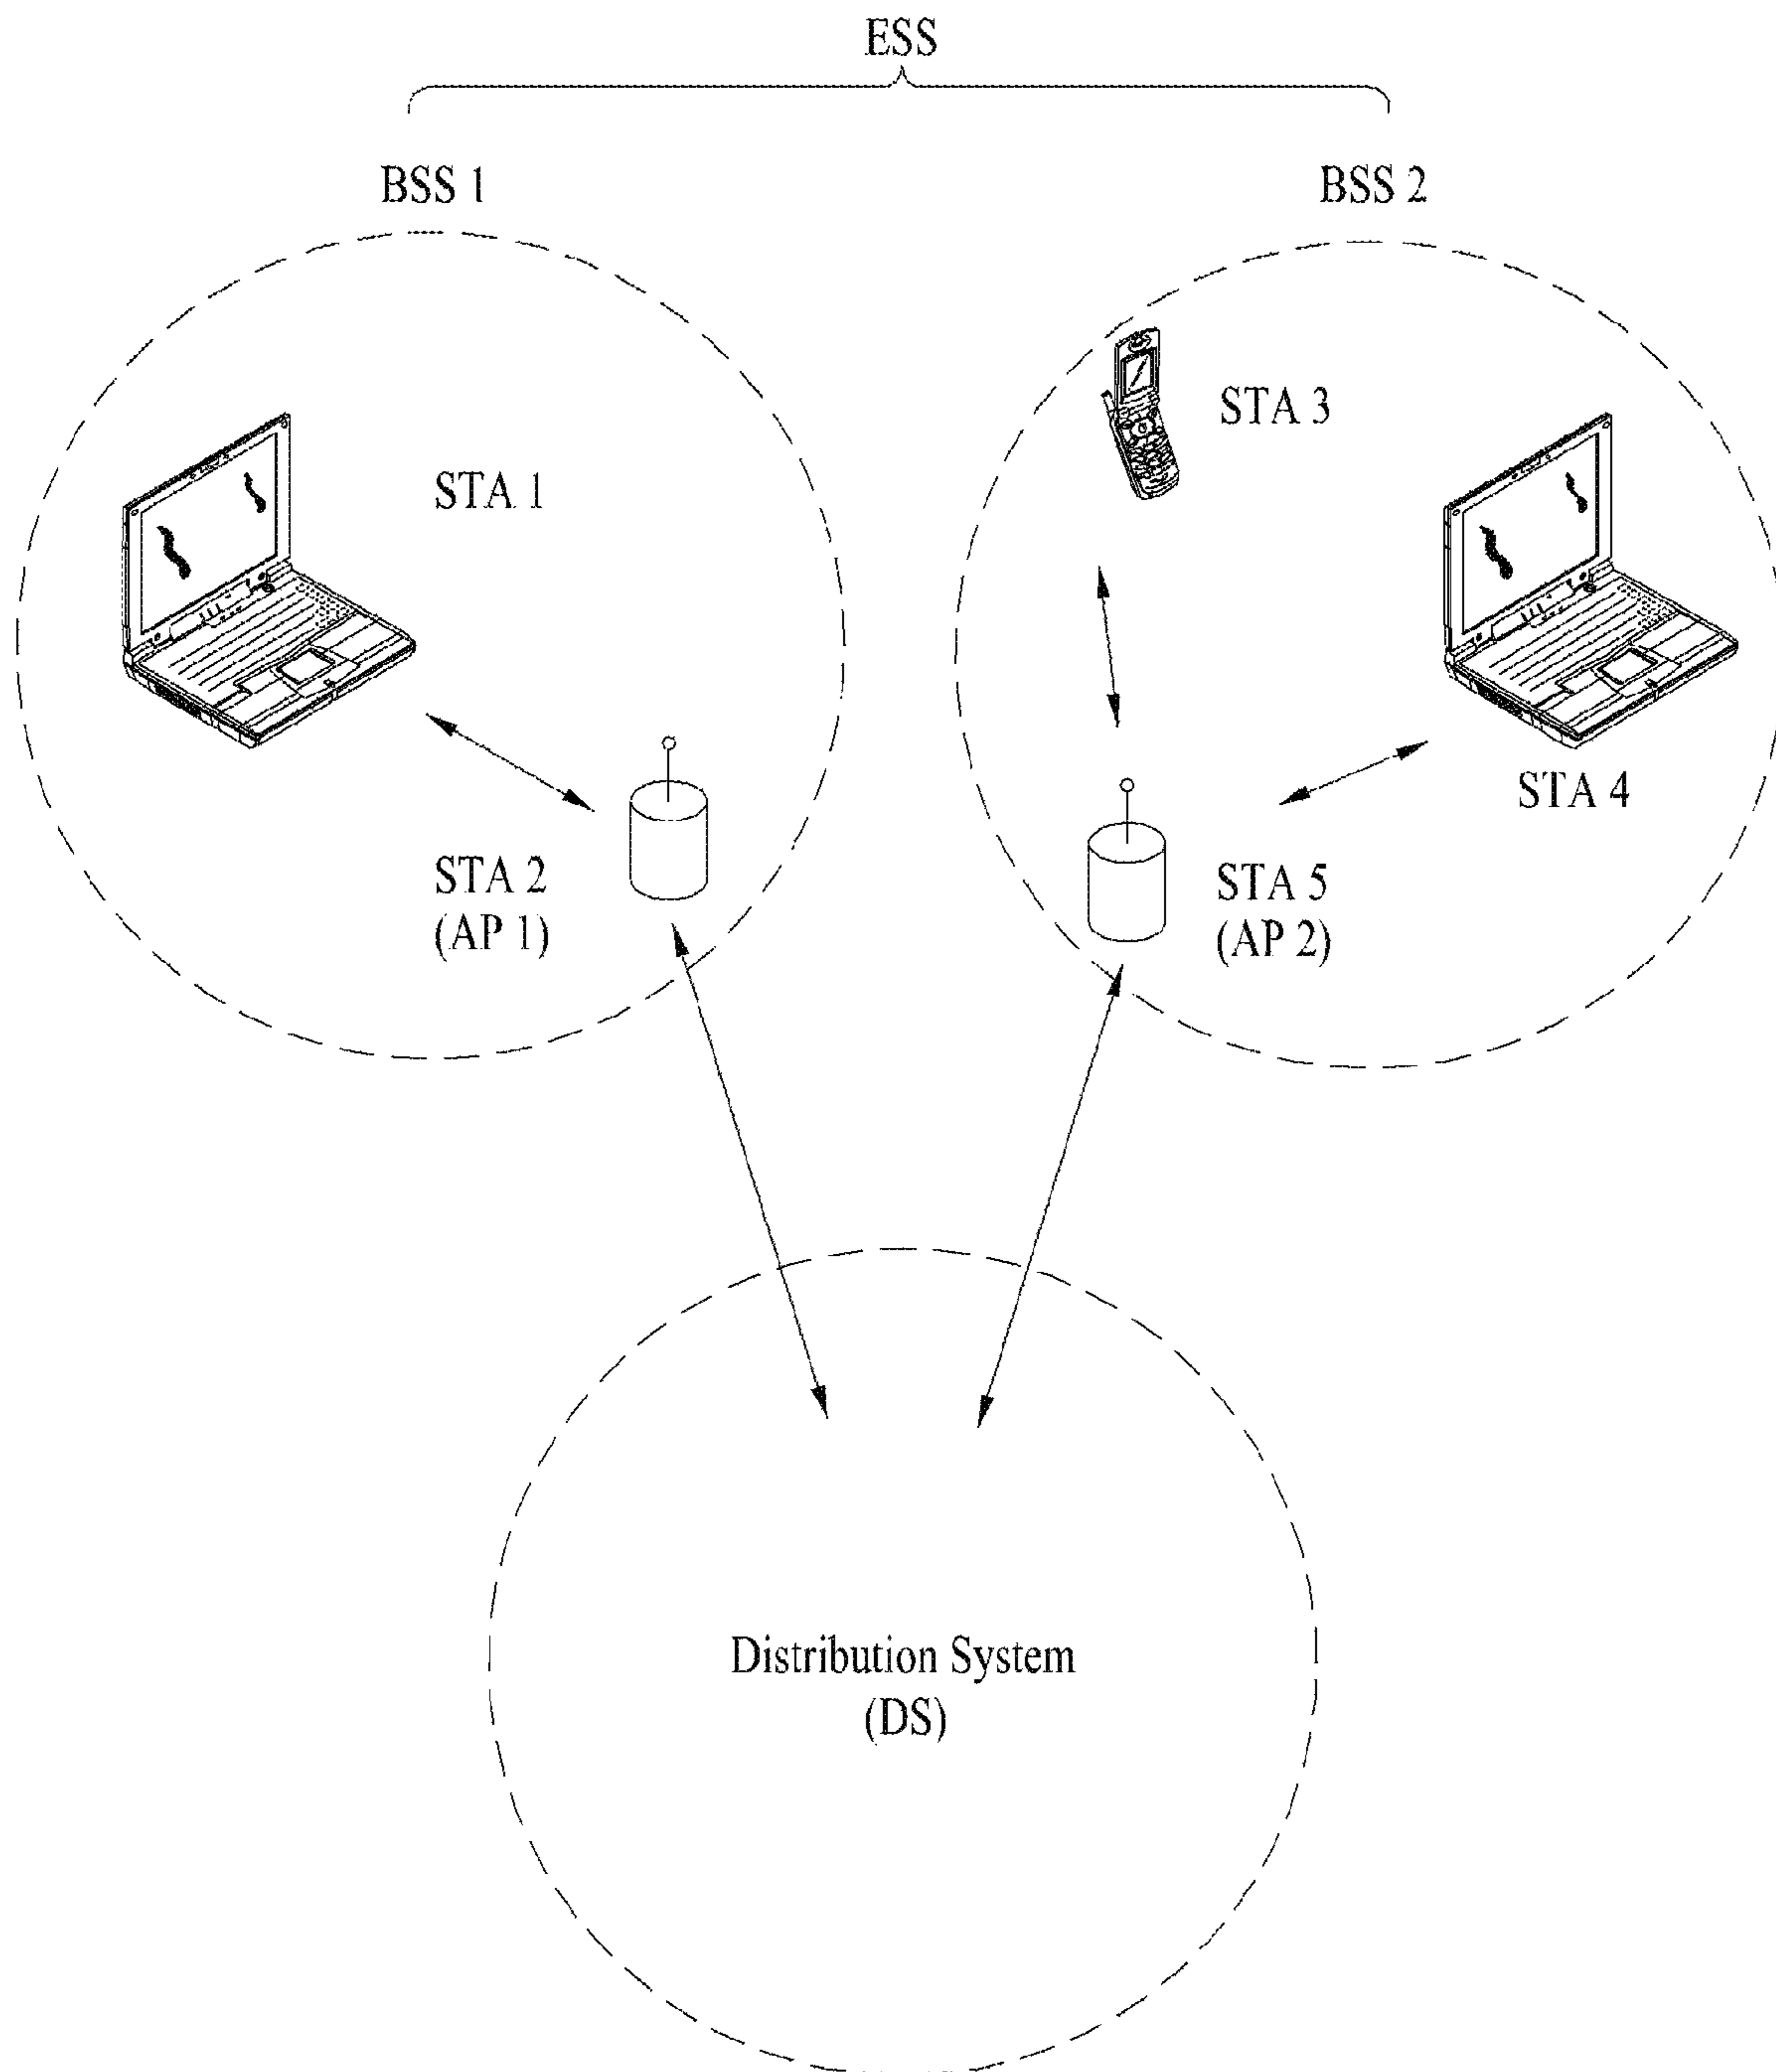 ESS
BSS 1
BSS 2
STA 3
STA 1
STA 4
STA 2
(AP 1)
STA 5
(AP 2)
Distribution System
(DS)